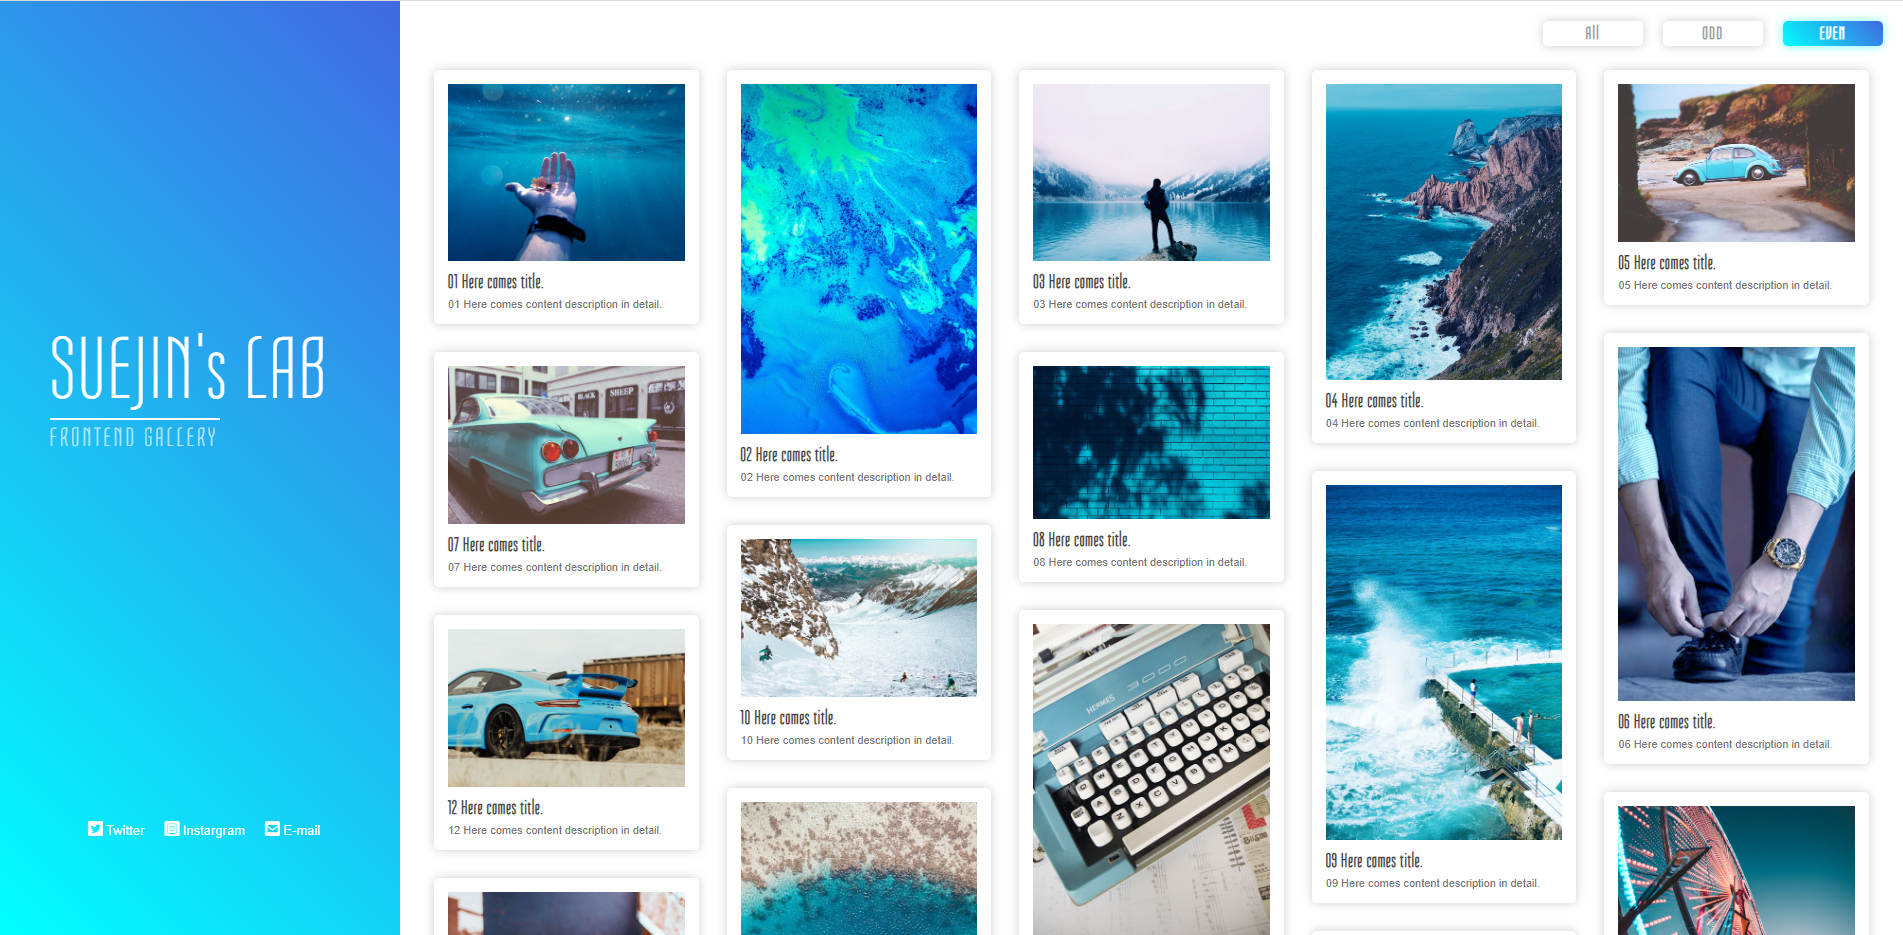 All
ODD
EVEN
SUEJIN's LAB
FRONTEND GALLERY
Twitter
Instargram
E-mail
01 Here comes title.
01 Here comes content description in detail.
02 Here comes title.
02 Here comes content description in detail.
03 Here comes title.
03 Here comes content description in detail.
04 Here comes title.
04 Here comes content description in detail.
05 Here comes title.
05 Here comes content description in detail.
BLACK
SHEEP
07 Here comes title.
07 Here comes content description in detail.
08 Here comes title.
08 Here comes content description in detail.
06 Here comes title.
06 Here comes content description in detail.
10 Here comes title.
10 Here comes content description in detail.
HERMES 3000
09 Here comes title.
09 Here comes content description in detail.
12 Here comes title.
12 Here comes content description in detail.